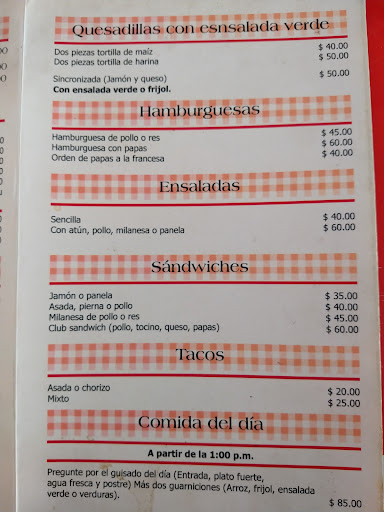 Quesadillas con esnsalada verde
Dos piezas tortilla de maíz $ 40.00
Dos piezas tortilla de harina $ 50.00
Sincronizada (Jamón y queso) $ 50.00
Con ensalada verde o frijol.
Hamburguesas
Hamburguesa de pollo o res $ 45.00
Hamburguesa con papas $ 60.00
Orden de papas a la francesa $ 40.00
Ensaladas
Sencilla $ 40.00
Con atún, pollo, milanesa o panela $ 60.00
Sándwiches
Jamón o panela $ 35.00
Asada, pierna o pollo $ 40.00
Milanesa de pollo o res $ 45.00
Club sandwich (pollo, tocino, queso, papas) $ 60.00
Tacos
Asada o chorizo $ 20.00
Mixto $ 25.00
Comida del día
A partir de la 1:00 p.m.
Pregunte por el guisado del día (Entrada, plato fuerte,
agua fresca y postre) Más dos guarniciones (Arroz, frijol, ensalada
verde o verduras). $ 85.00